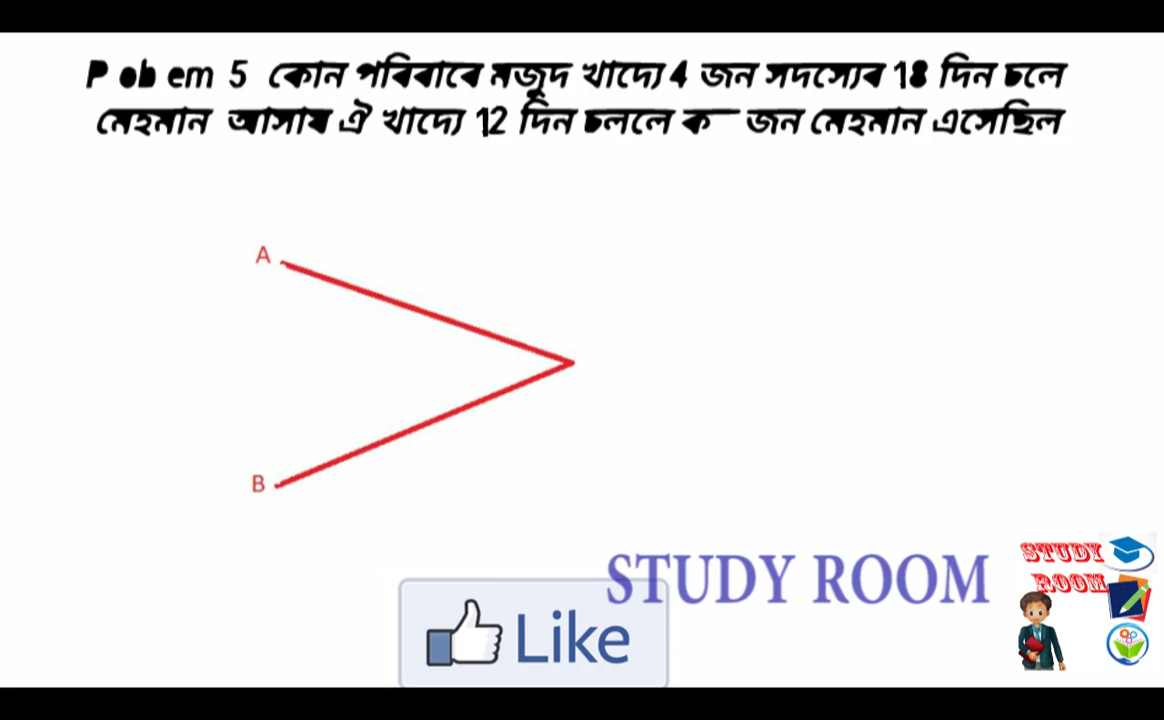 P ob em 5 কোন পৰিবাৰে মজুদ খাদ্যে 4 জন সদস্যেৰ 18 দিন চলে
মেহমান আসাষ ঐ খাদ্যে 12 দিন চললে ক জন মেহমান এসেছিল
A
B
STUDY ROOM
Like
STUDY
ROOM